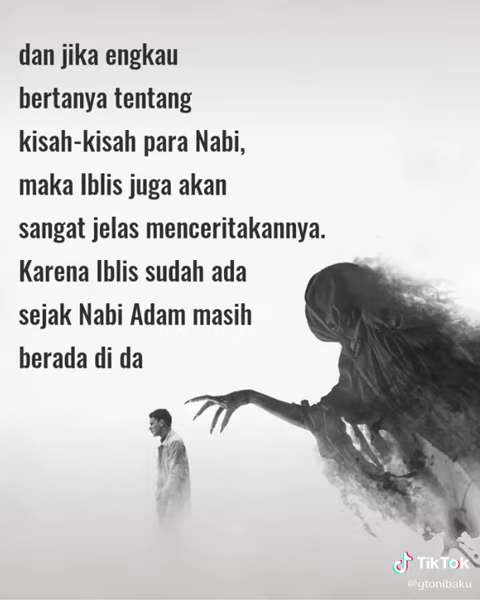 dan jika engkau
bertanya tentang
kisah-kisah para Nabi,
maka Iblis juga akan
sangat jelas menceritakannya.
Karena Iblis sudah ada
sejak Nabi Adam masih
berada di da
TikTok
@gtonibaku